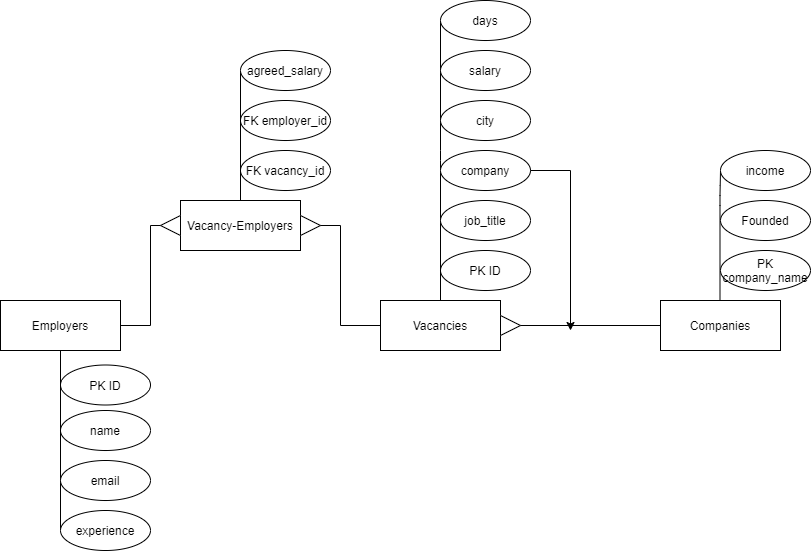 days
agreed_salary
salary
FK employer_id
city
FK vacancy_id
company
income
Vacancy-Employers
job_title
Founded
PK ID
PK
company_name
Employers
Vacancies
Companies
PK ID
name
email
experience